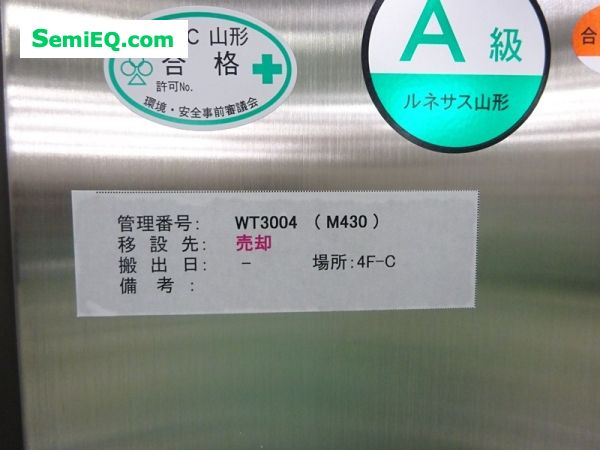 SemiEQ.com
C 山形
合格
許可No.
環境・安全事前審議会
A級
ルネサス山形
合
管理番号: WT3004 ( M430 )
移設先: 売却
搬出日: - 場所:4F-C
備考: